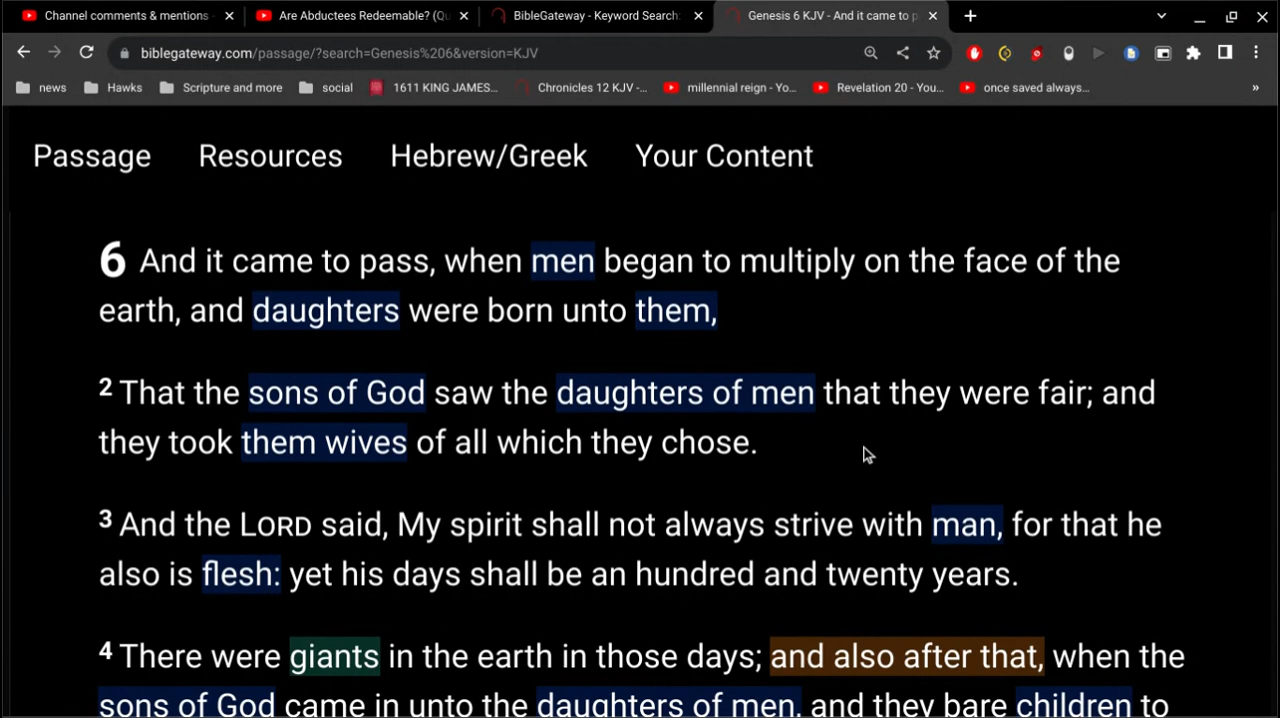 Channel comments & mentions -
Are Abductees Redeemable? (Qu
BibleGateway - Keyword Search:
Genesis 6 KJV - And it came to p
biblegateway.com/passage/?search=Genesis%206&version=KJV
news
Hawks
Scripture and more
social
1611 KING JAMES...
Chronicles 12 KJV -...
millennial reign - Yo...
Revelation 20 - You...
once saved always...
»
Passage Resources Hebrew/Greek Your Content
6 And it came to pass, when men began to multiply on the face of the
earth, and daughters were born unto them,
2 That the sons of God saw the daughters of men that they were fair; and
they took them wives of all which they chose.
3 And the LORD said, My spirit shall not always strive with man, for that he
also is flesh: yet his days shall be an hundred and twenty years.
4 There were giants in the earth in those days; and also after that, when the
sons of God came in unto the daughters of men, and they bare children to